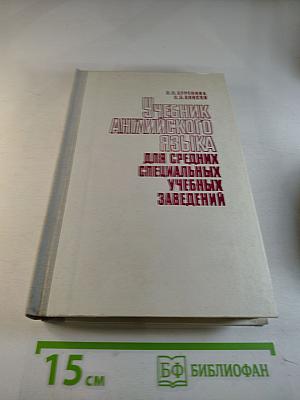 УЧЕБНИК
АНГЛИЙСКОГО
ЯЗЫКА
ДЛЯ СРЕДНИХ
СПЕЦИАЛЬНЫХ
УЧЕБНЫХ
ЗАВЕДЕНИЙ
15 см
БФ БИБЛИОФАН